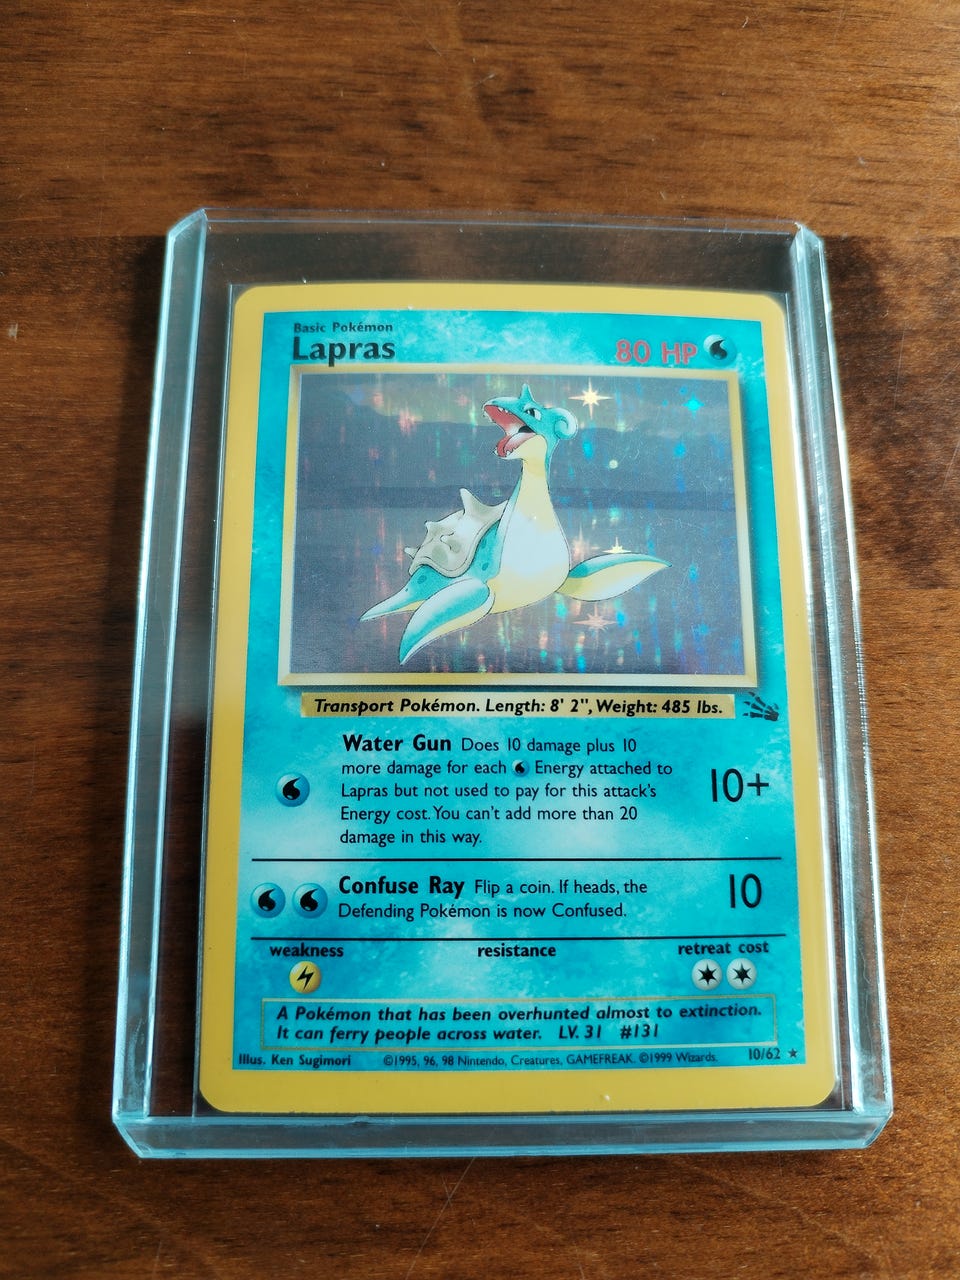 Basic Pokémon
Lapras
80 HP
Transport Pokémon. Length: 8' 2", Weight: 485 lbs.
Water Gun Does 10 damage plus 10
more damage for each Energy attached to
Lapras but not used to pay for this attack's
Energy cost. You can't add more than 20
damage in this way.
10+
Confuse Ray Flip a coin. If heads, the
Defending Pokémon is now Confused.
10
weakness resistance retreat cost
A Pokémon that has been overhunted almost to extinction.
It can ferry people across water. LV. 31 #131
Illus. Ken Sugimori ©1995, 96, 98 Nintendo, Creatures, GAMEFREAK. ©1999 Wizards. 10/62 ★